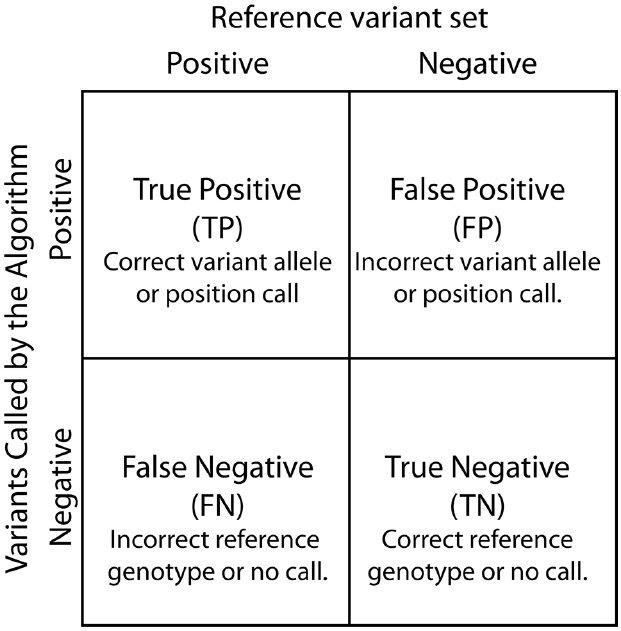 Reference variant set
Positive
Negative
Variants Called by the Algorithm
Positive
True Positive
(TP)
Correct variant allele
or position call
False Positive
(FP)
Incorrect variant allele
or position call.
Negative
False Negative
(FN)
Incorrect reference
genotype or no call.
True Negative
(TN)
Correct reference
genotype or no call.